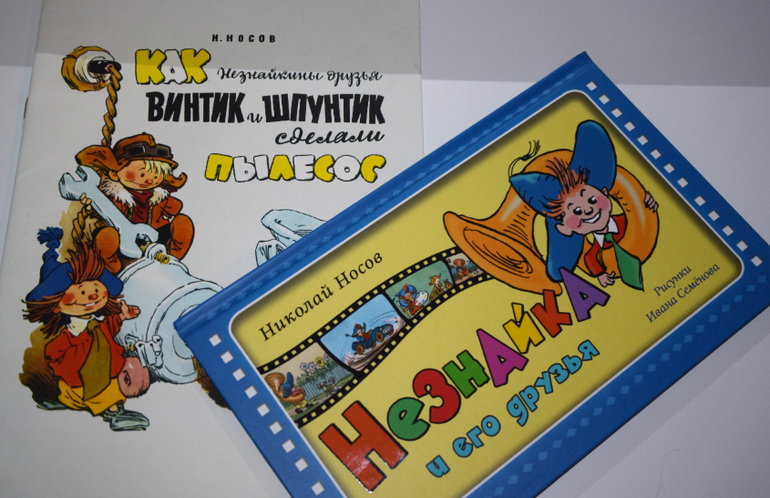 Н. НОСОВ
КАК Незнайкины друзья
ВИНТИК и ШПУНТИК
сделали
ПЫЛЕСОС
Николай Носов
НеЗНАЙКА
и его друзья
Рисунки
Ивана Семёнова